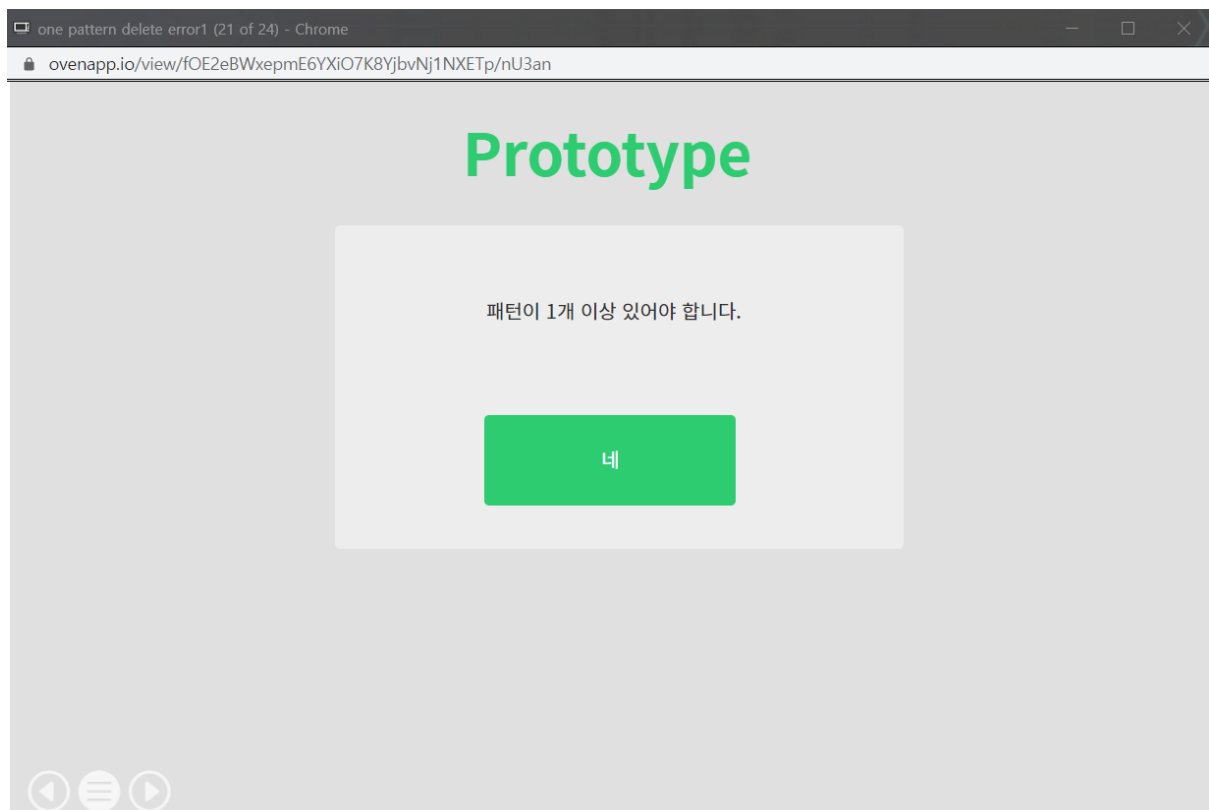 one pattern delete error1 (21 of 24) - Chrome
ovenapp.io/view/fOE2eBWxepmE6YXiO7K8YjbvNj1NXETp/nU3an
Prototype
패턴이 1개 이상 있어야 합니다.
네